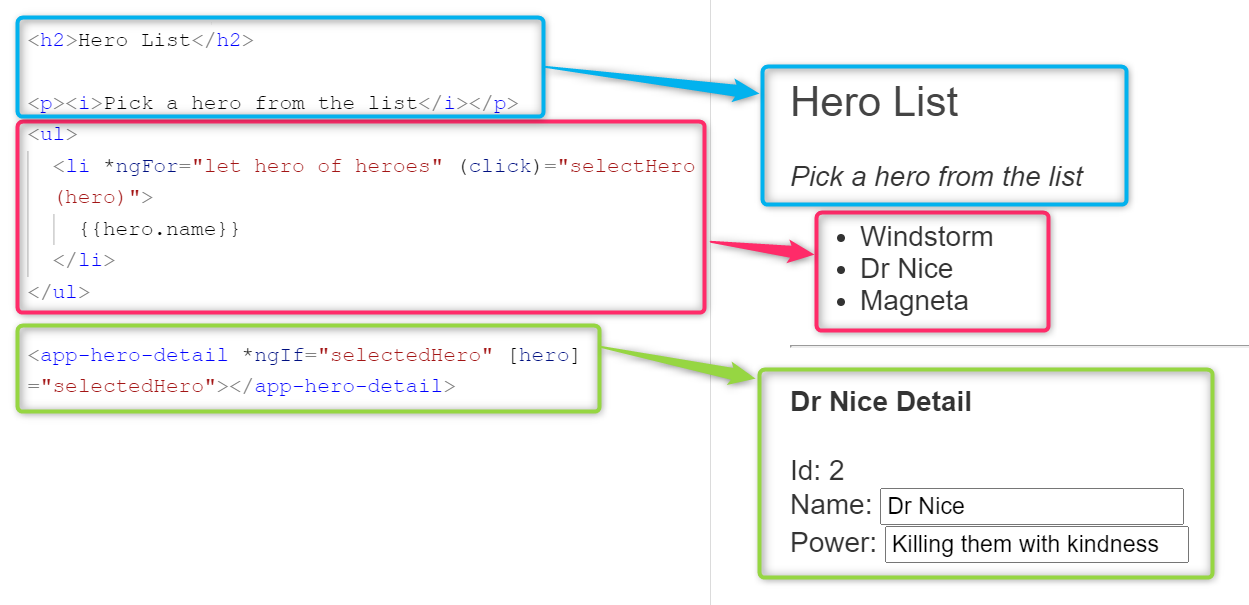 <h2>Hero List</h2>
<p><i>Pick a hero from the list</i></p>
<ul>
<li *ngFor="let hero of heroes" (click)="selectHero
(hero)">
{{hero.name}}
</li>
</ul>
<app-hero-detail *ngIf="selectedHero" [hero]
="selectedHero"></app-hero-detail>
Hero List
Pick a hero from the list
Windstorm
Dr Nice
Magneta
Dr Nice Detail
Id: 2
Name: Dr Nice
Power: Killing them with kindness